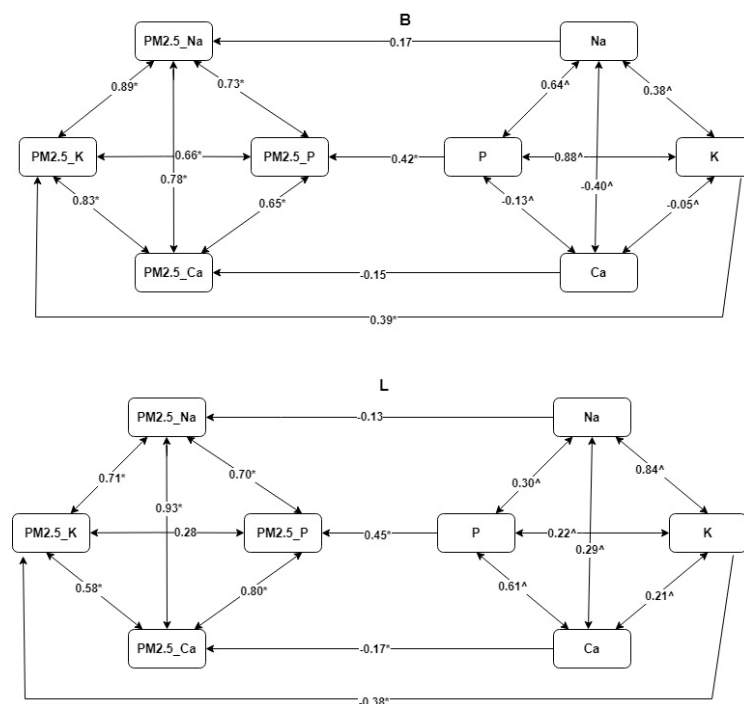 B
PM2.5_Na
0.17
Na
0.89*
0.73*
0.64^
0.38^
PM2.5_K
0.66*
PM2.5_P
0.42*
P
0.88^
K
0.78*
-0.40^
0.83*
0.65*
-0.13^
-0.05^
PM2.5_Ca
-0.15
Ca
0.39*
L
PM2.5_Na
-0.13
Na
0.71*
0.70*
0.30^
0.84^
0.93*
PM2.5_K
0.28
PM2.5_P
0.45*
P
0.22^
K
0.29^
0.58*
0.80*
0.61^
0.21^
PM2.5_Ca
-0.17*
Ca
-0.38*